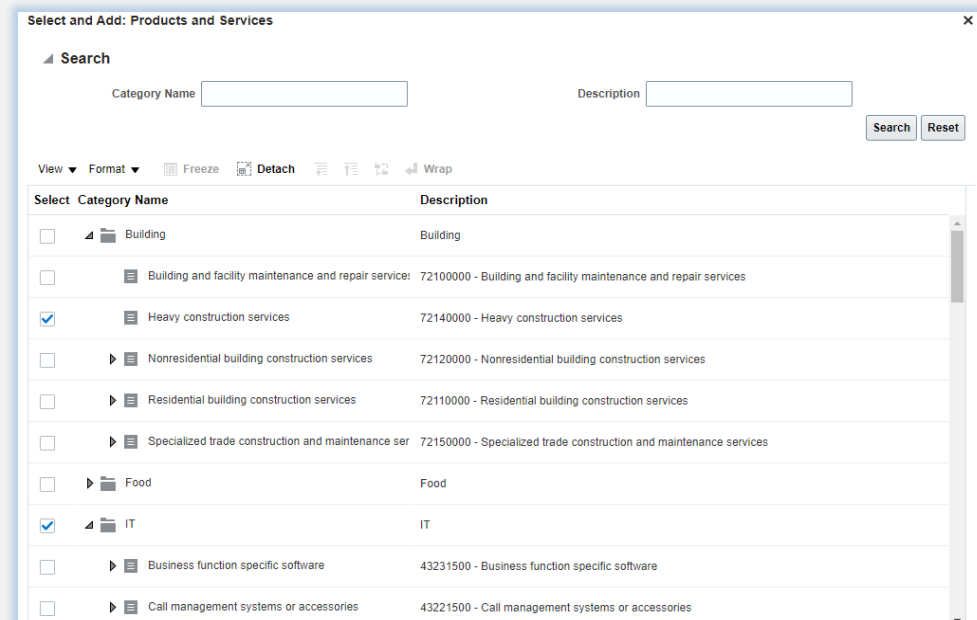 Select and Add: Products and Services
Search
Category Name
Description
Search Reset
View Format Freeze Detach Wrap
Select Category Name Description
Building Building
Building and facility maintenance and repair services 72100000 - Building and facility maintenance and repair services
Heavy construction services 72140000 - Heavy construction services
Nonresidential building construction services 72120000 - Nonresidential building construction services
Residential building construction services 72110000 - Residential building construction services
Specialized trade construction and maintenance ser 72150000 - Specialized trade construction and maintenance services
Food Food
IT IT
Business function specific software 43231500 - Business function specific software
Call management systems or accessories 43221500 - Call management systems or accessories